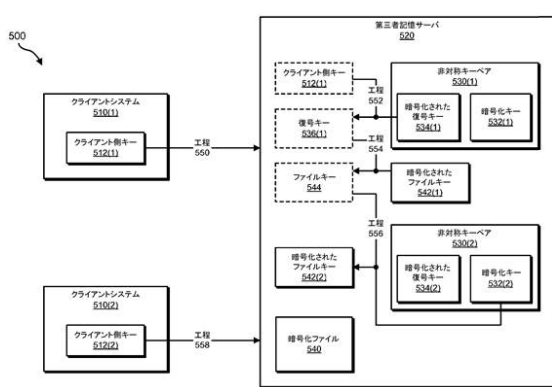 500
クライアントシステム
510(1)
クライアント側キー
512(1)
工程
550
クライアントシステム
510(2)
クライアント側キー
512(2)
工程
558
第三者記憶サーバ
520
クライアント側キー
512(1)
工程
552
復号キー
536(1)
工程
554
ファイルキー
544
工程
556
非対称キーペア
530(1)
暗号化された
復号キー
534(1)
暗号化キー
532(1)
暗号化された
ファイルキー
542(1)
暗号化された
ファイルキー
542(2)
非対称キーペア
530(2)
暗号化された
復号キー
534(2)
暗号化キー
532(2)
暗号化ファイル
540